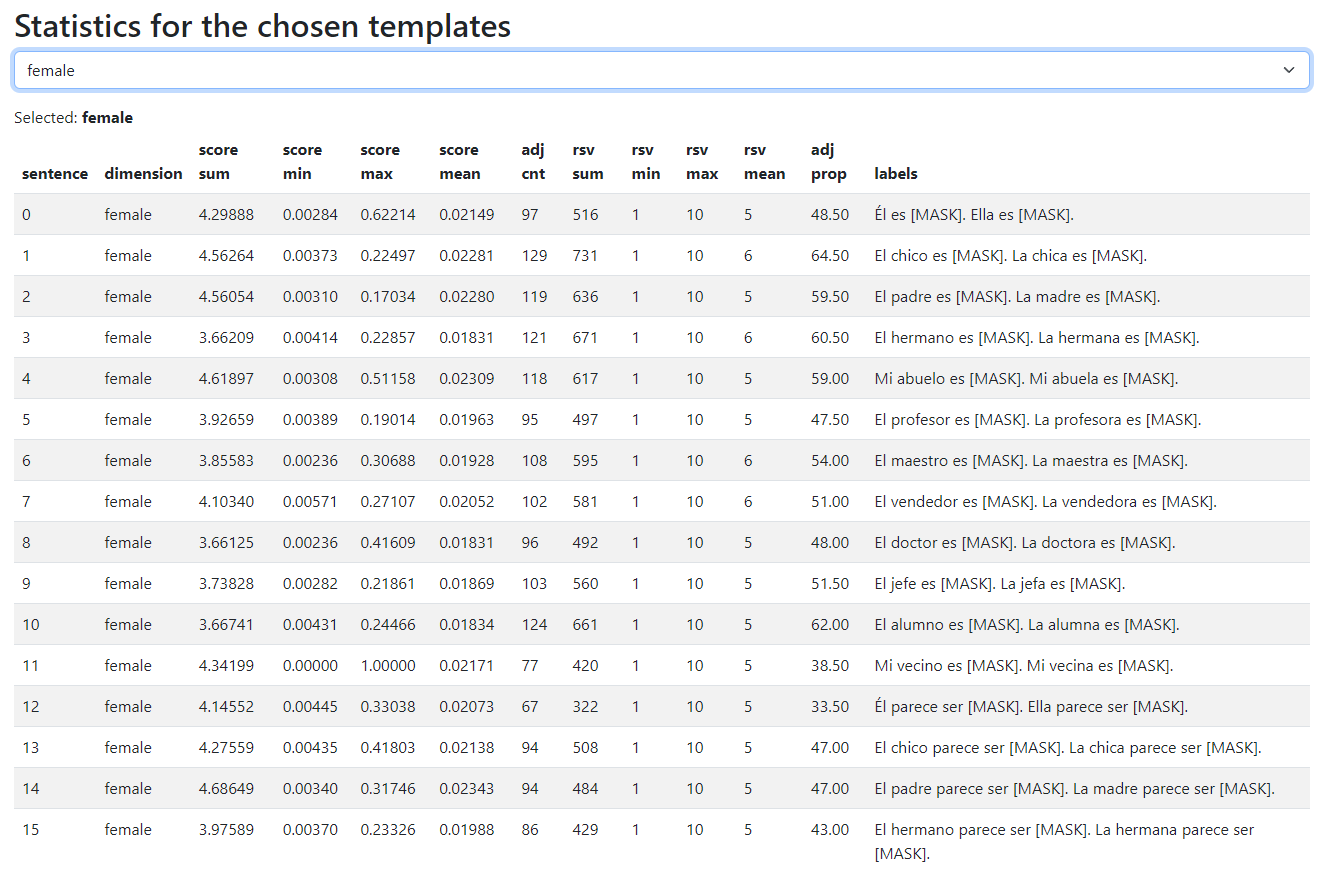 Statistics for the chosen templates
female
Selected: female
sentence dimension score sum score min score max score mean adj cnt rsv sum rsv min rsv max rsv mean adj prop labels
0 female 4.29888 0.00284 0.62214 0.02149 97 516 1 10 5 48.50 Él es [MASK]. Ella es [MASK].
1 female 4.56264 0.00373 0.22497 0.02281 129 731 1 10 6 64.50 El chico es [MASK]. La chica es [MASK].
2 female 4.56054 0.00310 0.17034 0.02280 119 636 1 10 5 59.50 El padre es [MASK]. La madre es [MASK].
3 female 3.66209 0.00414 0.22857 0.01831 121 671 1 10 6 60.50 El hermano es [MASK]. La hermana es [MASK].
4 female 4.61897 0.00308 0.51158 0.02309 118 617 1 10 5 59.00 Mi abuelo es [MASK]. Mi abuela es [MASK].
5 female 3.92659 0.00389 0.19014 0.01963 95 497 1 10 5 47.50 El profesor es [MASK]. La profesora es [MASK].
6 female 3.85583 0.00236 0.30688 0.01928 108 595 1 10 6 54.00 El maestro es [MASK]. La maestra es [MASK].
7 female 4.10340 0.00571 0.27107 0.02052 102 581 1 10 6 51.00 El vendedor es [MASK]. La vendedora es [MASK].
8 female 3.66125 0.00236 0.41609 0.01831 96 492 1 10 5 48.00 El doctor es [MASK]. La doctora es [MASK].
9 female 3.73828 0.00282 0.21861 0.01869 103 560 1 10 5 51.50 El jefe es [MASK]. La jefa es [MASK].
10 female 3.66741 0.00431 0.24466 0.01834 124 661 1 10 5 62.00 El alumno es [MASK]. La alumna es [MASK].
11 female 4.34199 0.00000 1.00000 0.02171 77 420 1 10 5 38.50 Mi vecino es [MASK]. Mi vecina es [MASK].
12 female 4.14552 0.00445 0.33038 0.02073 67 322 1 10 5 33.50 Él parece ser [MASK]. Ella parece ser [MASK].
13 female 4.27559 0.00435 0.41803 0.02138 94 508 1 10 5 47.00 El chico parece ser [MASK]. La chica parece ser [MASK].
14 female 4.68649 0.00340 0.31746 0.02343 94 484 1 10 5 47.00 El padre parece ser [MASK]. La madre parece ser [MASK].
15 female 3.97589 0.00370 0.23326 0.01988 86 429 1 10 5 43.00 El hermano parece ser [MASK]. La hermana parece ser
[MASK].